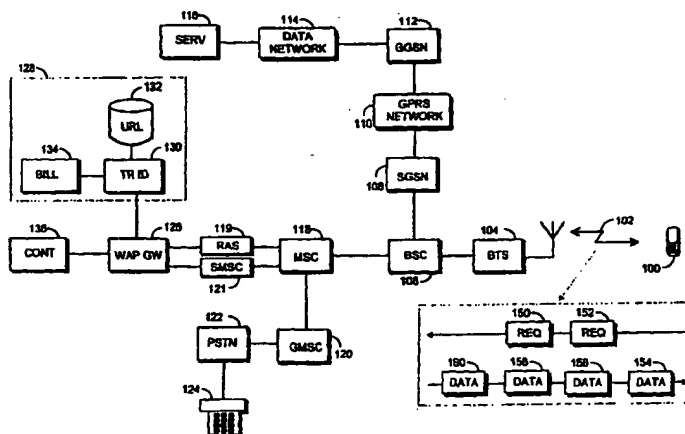 116 114 112
SERV DATA NETWORK GGSN
128
132
URL
GPRS NETWORK
110
134 130
BILL TR ID
108
SGSN
136 126 119 118 104 102
CONT WAP GW RAS MSC BSC BTS
SMSC
121
106
100
122
PSTN GMSC
120
124
150 152
REQ REQ
160 156 158 154
DATA DATA DATA DATA